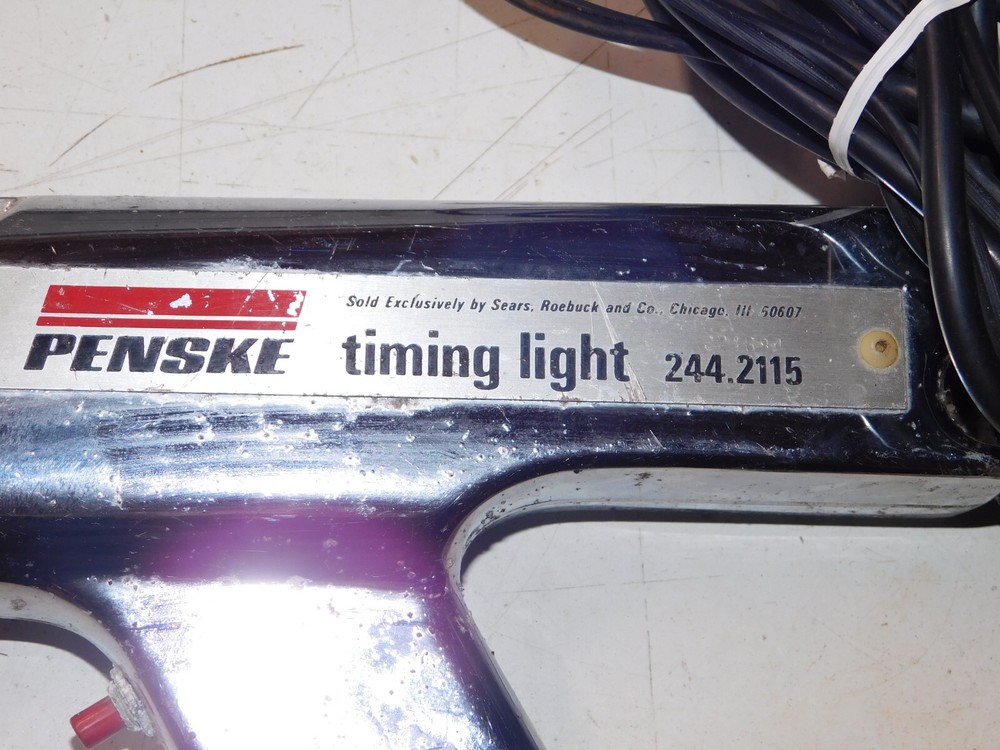 Sold Exclusively by Sears, Roebuck and Co., Chicago, Ill. 60607
PENSKE
timing light 244.2115